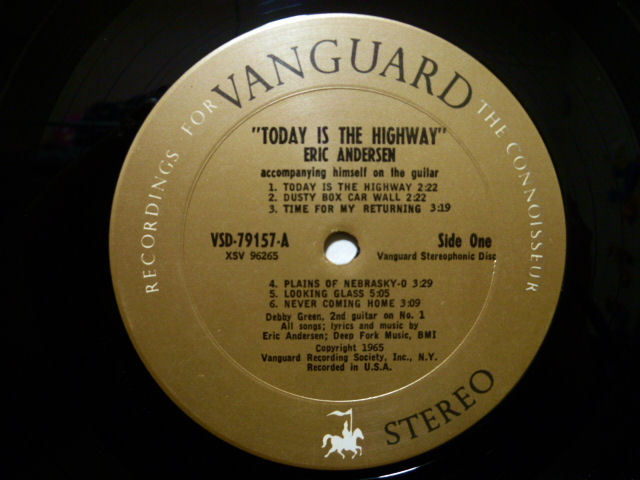 RECORDINGS FOR VANGUARD THE CONNOISSEUR
"TODAY IS THE HIGHWAY"
ERIC ANDERSEN
accompanying himself on the guitar
1. TODAY IS THE HIGHWAY 2:22
2. DUSTY BOX CAR WALL 2:22
3. TIME FOR MY RETURNING 3:19
VSD-79157-A Side One
XSV 96265 Vanguard Stereophonic Disc
4. PLAINS OF NEBRASKY-O 3:29
5. LOOKING GLASS 5:05
6. NEVER COMING HOME 3:09
Debby Green, 2nd guitar on No. 1
All songs; lyrics and music by
Eric Andersen; Deep Fork Music, BMI
Copyright 1965
Vanguard Recording Society, Inc., N.Y.
Recorded in U.S.A.
STEREO